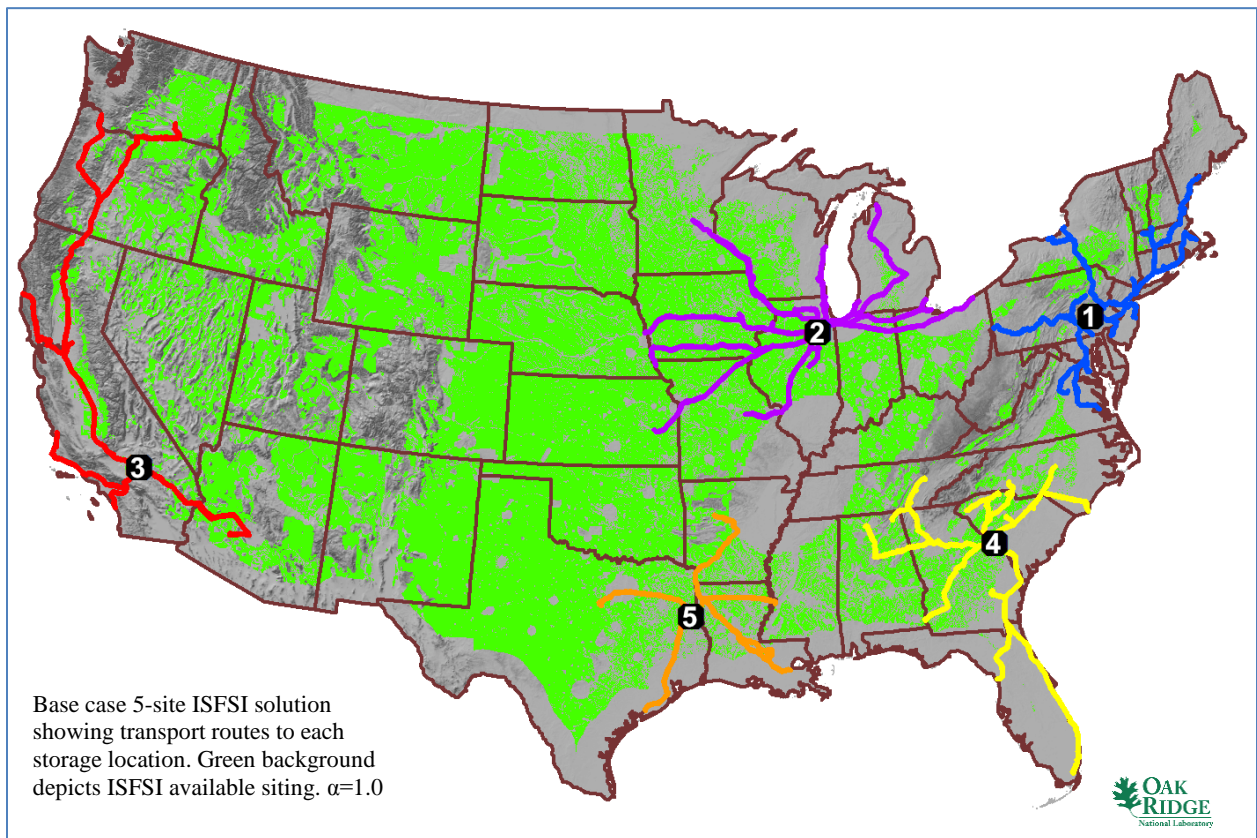 1
2
3
4
5
Base case 5-site ISFSI solution
showing transport routes to each
storage location. Green background
depicts ISFSI available siting. α=1.0
OAK
RIDGE
National Laboratory